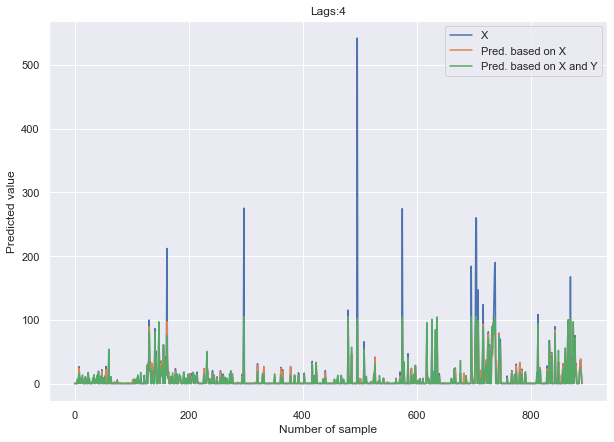 Lags:4
X
Pred. based on X
Pred. based on X and Y
500
400
300
200
100
0
Predicted value
0
200
400
600
800
Number of sample